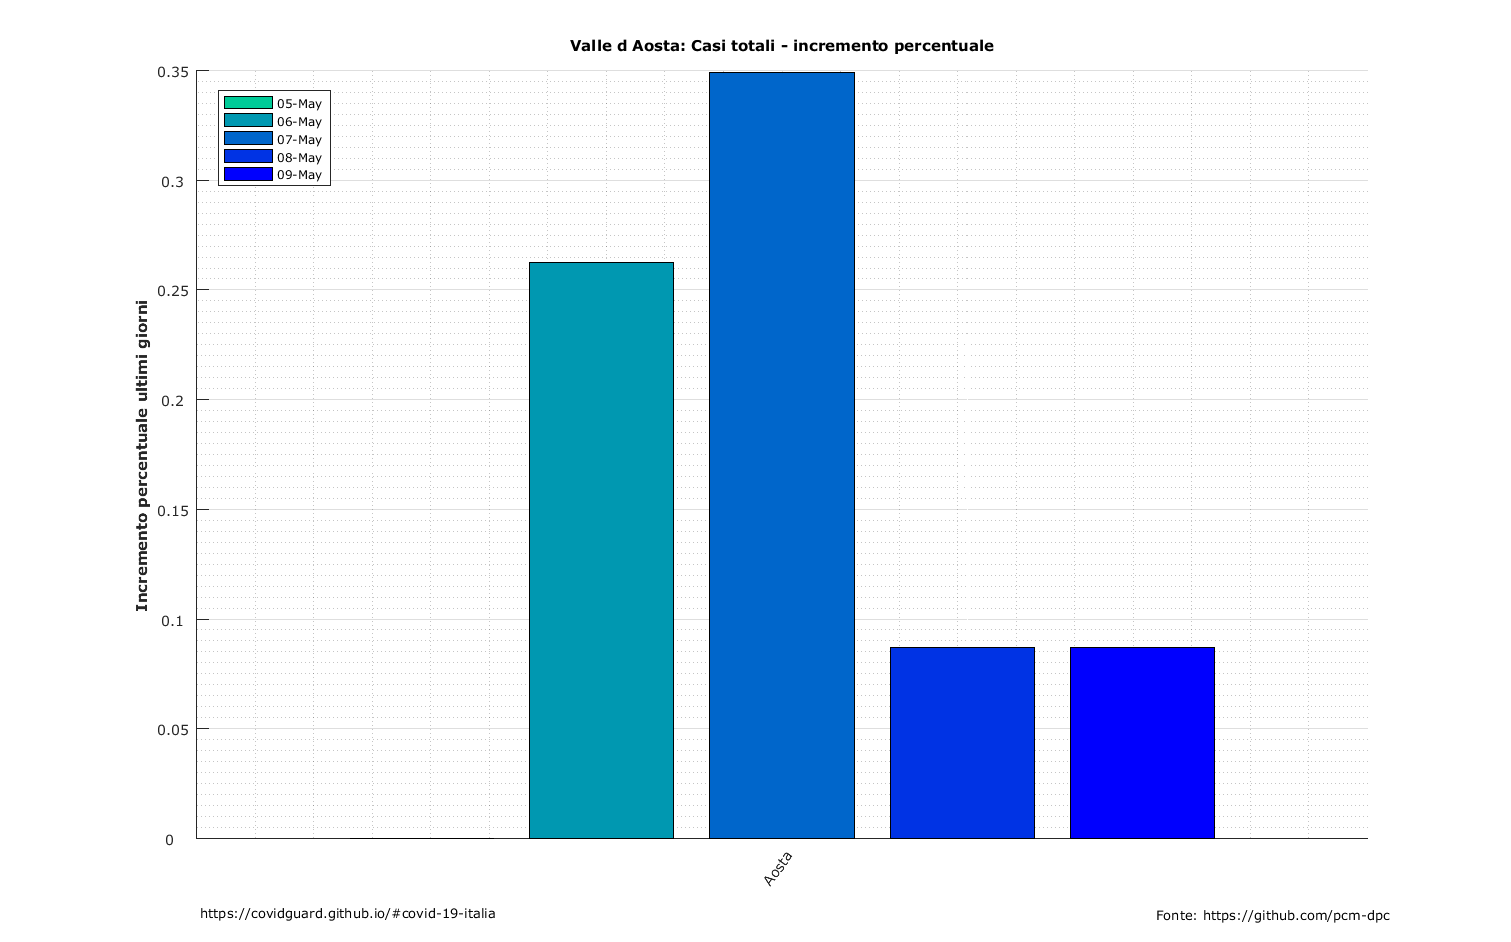 Valle d Aosta: Casi totali - incremento percentuale
0.35
0.3
0.25
0.2
0.15
0.1
0.05
0
Incremento percentuale ultimi giorni
05-May
06-May
07-May
08-May
09-May
Aosta
https://covidguard.github.io/#covid-19-italia
Fonte: https://github.com/pcm-dpc